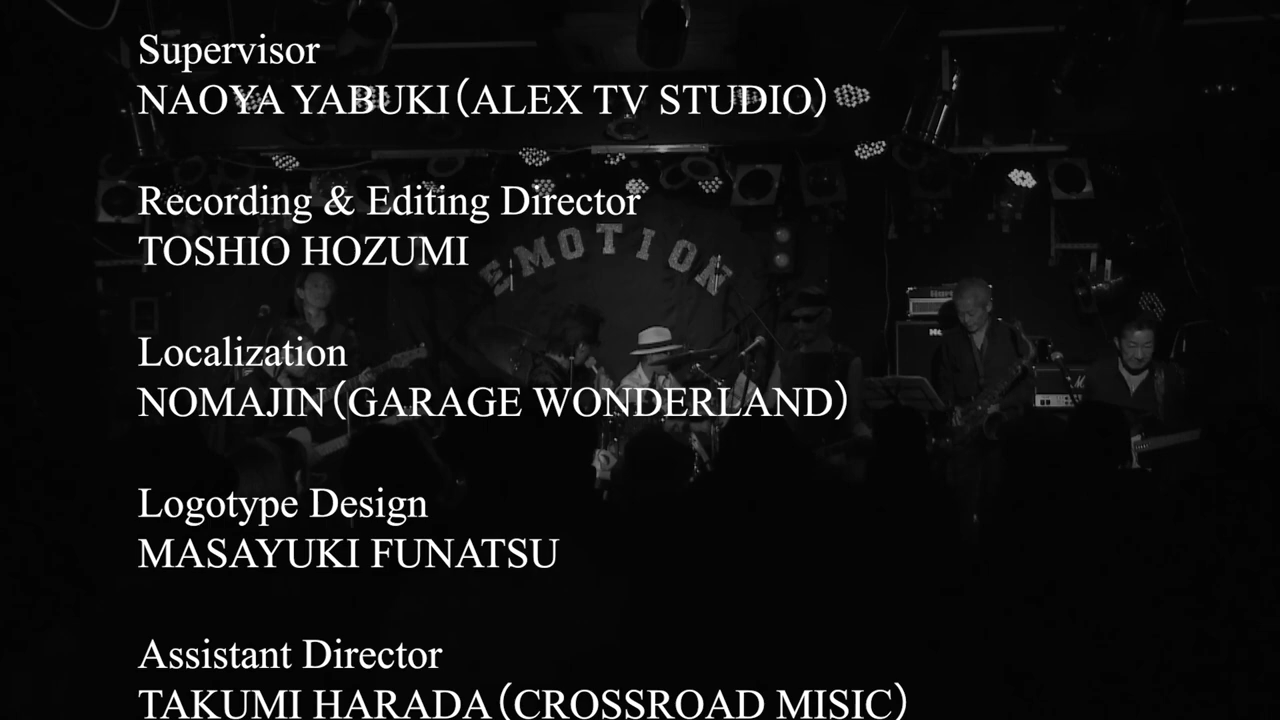 Supervisor
NAOYA YABUKI（ALEX TV STUDIO）
Recording & Editing Director
TOSHIO HOZUMI
EMOTION
Localization
NOMAJIN（GARAGE WONDERLAND）
Logotype Design
MASAYUKI FUNATSU
Assistant Director
TAKUMI HARADA（CROSSROAD MISIC）